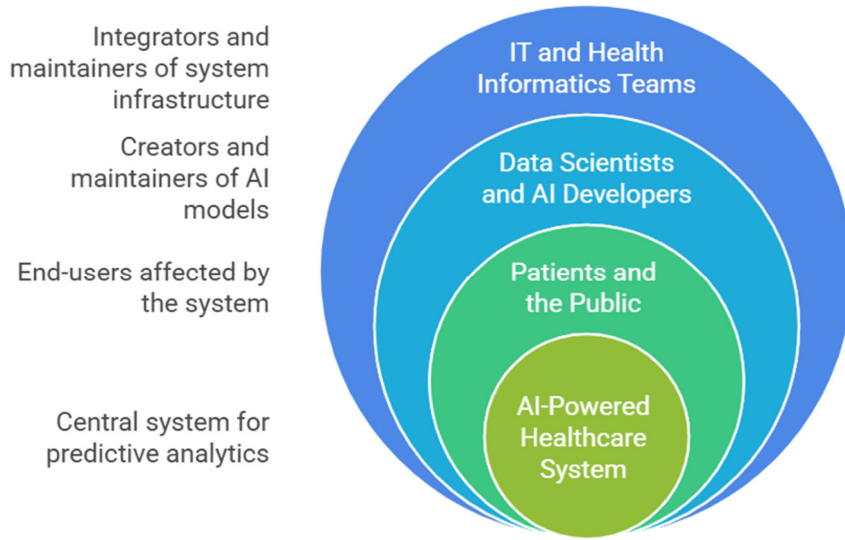 Integrators and
maintainers of system
infrastructure
IT and Health
Informatics Teams
Creators and
maintainers of AI
models
Data Scientists
and AI Developers
End-users affected by
the system
Patients and
the Public
Central system for
predictive analytics
AI-Powered
Healthcare
System